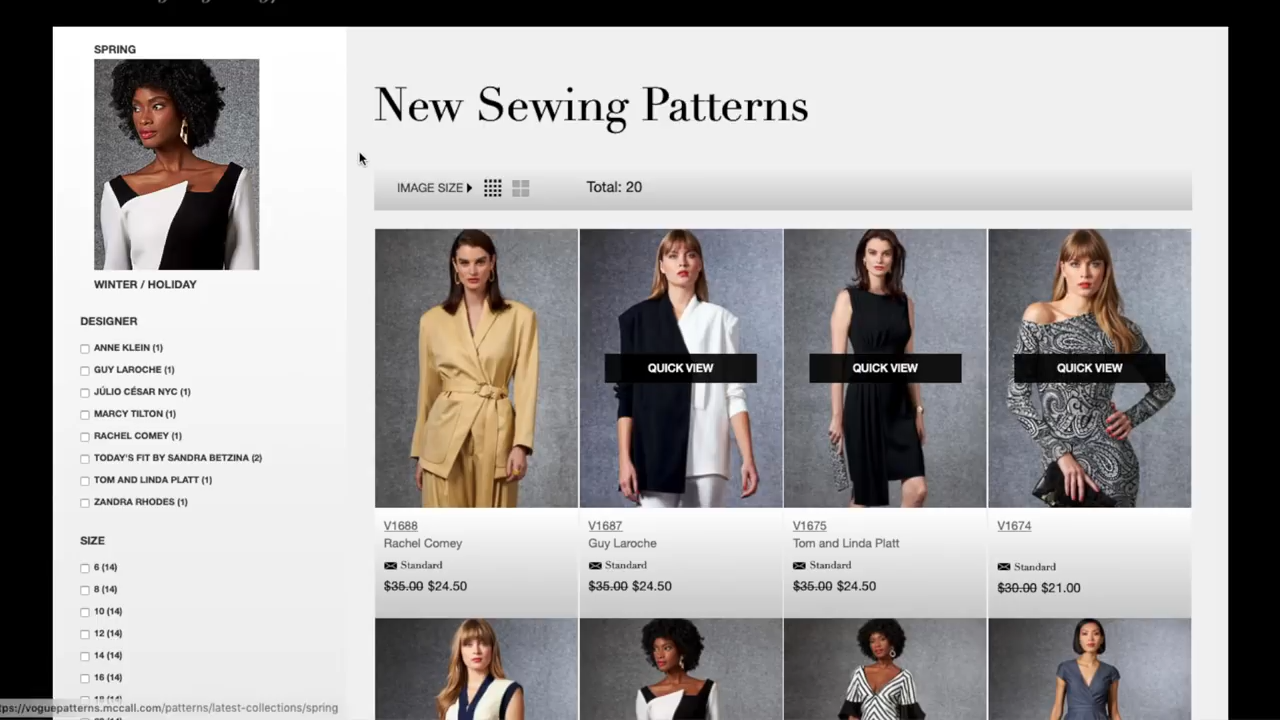 SPRING
WINTER / HOLIDAY
DESIGNER
ANNE KLEIN (1)
GUY LAROCHE (1)
JÚLIO CÉSAR NYC (1)
MARCY TILTON (1)
RACHEL COMEY (1)
TODAY'S FIT BY SANDRA BETZINA (2)
TOM AND LINDA PLATT (1)
ZANDRA RHODES (1)
SIZE
6 (14)
8 (14)
10 (14)
12 (14)
14 (14)
16 (14)
18 (14)
tps://voguepatterns.mccall.com/patterns/latest-collections/spring
New Sewing Patterns
IMAGE SIZE
Total: 20
QUICK VIEW
QUICK VIEW
QUICK VIEW
V1688
Rachel Comey
Standard
$35.00 $24.50
V1687
Guy Laroche
Standard
$35.00 $24.50
V1675
Tom and Linda Platt
Standard
$35.00 $24.50
V1674
Standard
$30.00 $21.00